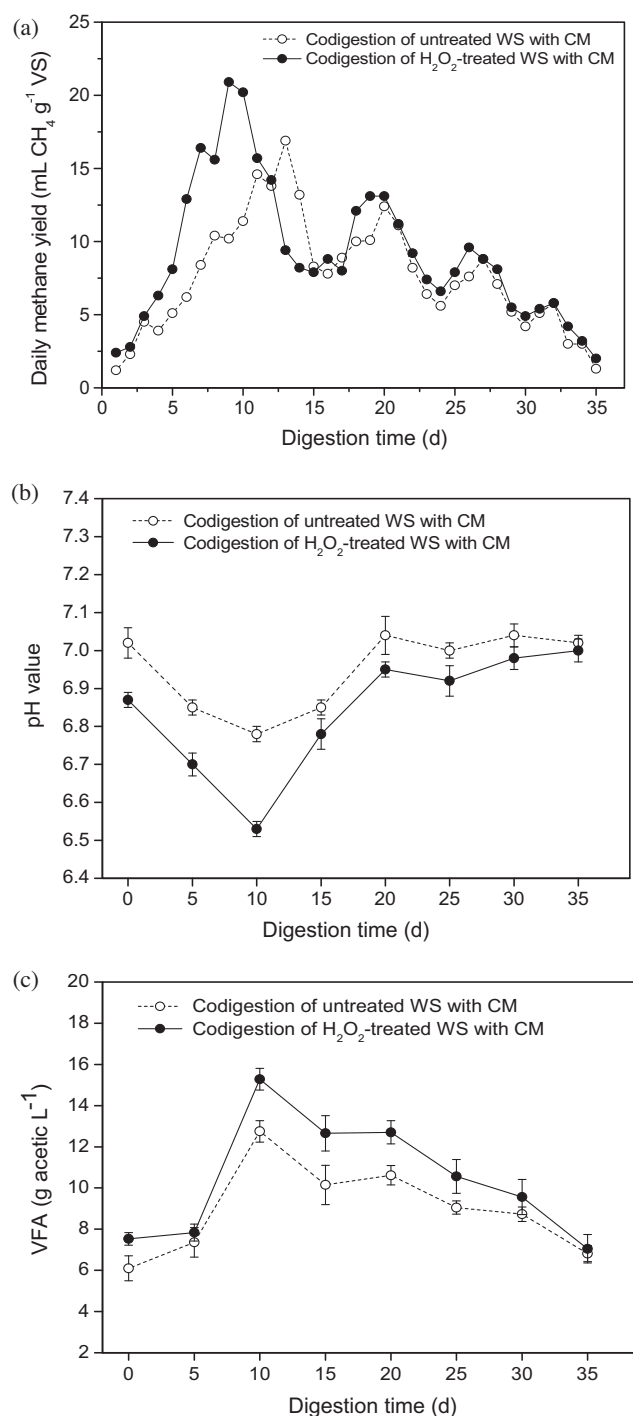 (a)
25
20
15
10
5
0
Daily methane yield (mL CH₄ g⁻¹ VS)
Codigestion of untreated WS with CM
Codigestion of H₂O₂-treated WS with CM
0 5 10 15 20 25 30 35
Digestion time (d)
(b)
7.4
7.3
7.2
7.1
7.0
6.9
6.8
6.7
6.6
6.5
6.4
pH value
Codigestion of untreated WS with CM
Codigestion of H₂O₂-treated WS with CM
0 5 10 15 20 25 30 35
Digestion time (d)
(c)
20
18
16
14
12
10
8
6
4
2
VFA (g acetic L⁻¹)
Codigestion of untreated WS with CM
Codigestion of H₂O₂-treated WS with CM
0 5 10 15 20 25 30 35
Digestion time (d)